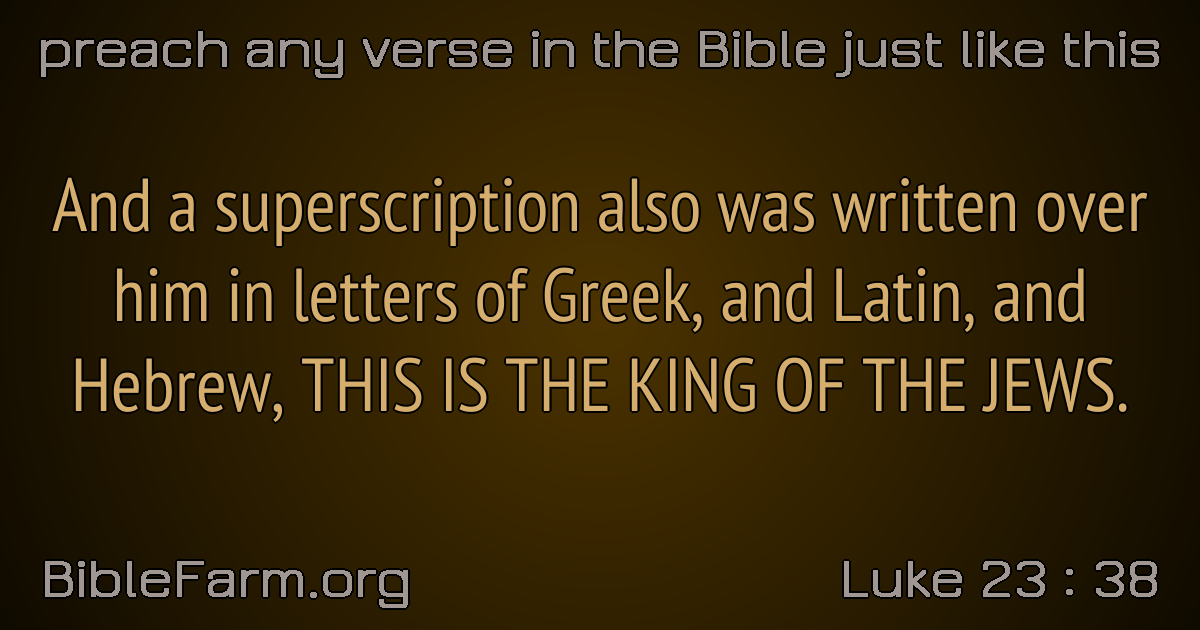 preach any verse in the Bible just like this
And a superscription also was written over
him in letters of Greek, and Latin, and
Hebrew, THIS IS THE KING OF THE JEWS.
BibleFarm.org
Luke 23 : 38